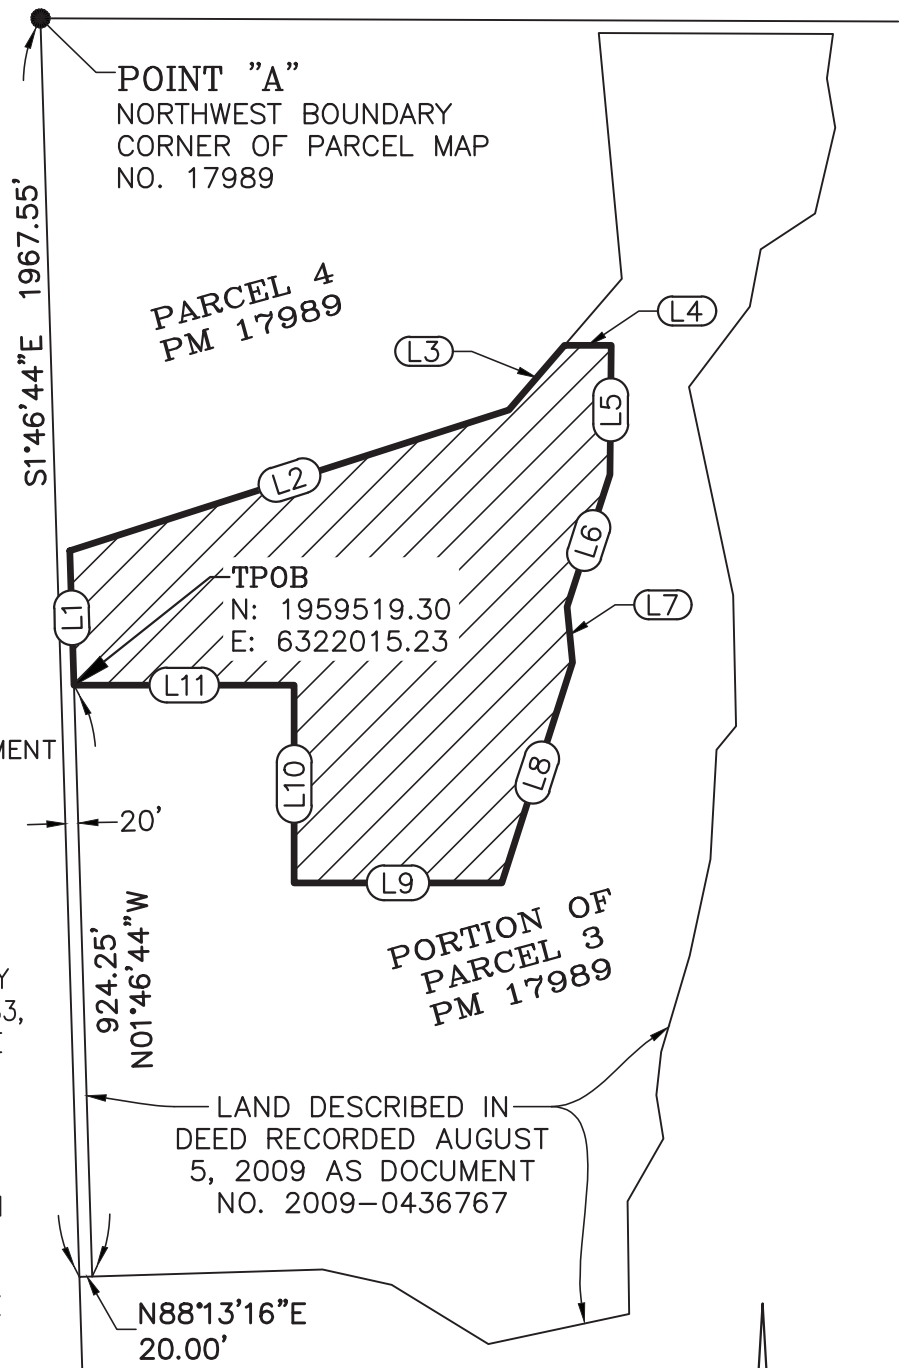 POINT "A"
NORTHWEST BOUNDARY
CORNER OF PARCEL MAP
NO. 17989
S1°46'44"E 1967.55'
PARCEL 4
PM 17989
L4
L3
L5
L2
L6
TPOB
N: 1959519.30
E: 6322015.23
L1
L7
L11
L10
L8
20'
L9
924.25'
N01°46'44"W
PORTION OF
PARCEL 3
PM 17989
LAND DESCRIBED IN
DEED RECORDED AUGUST
5, 2009 AS DOCUMENT
NO. 2009-0436767
N88°13'16"E
20.00'